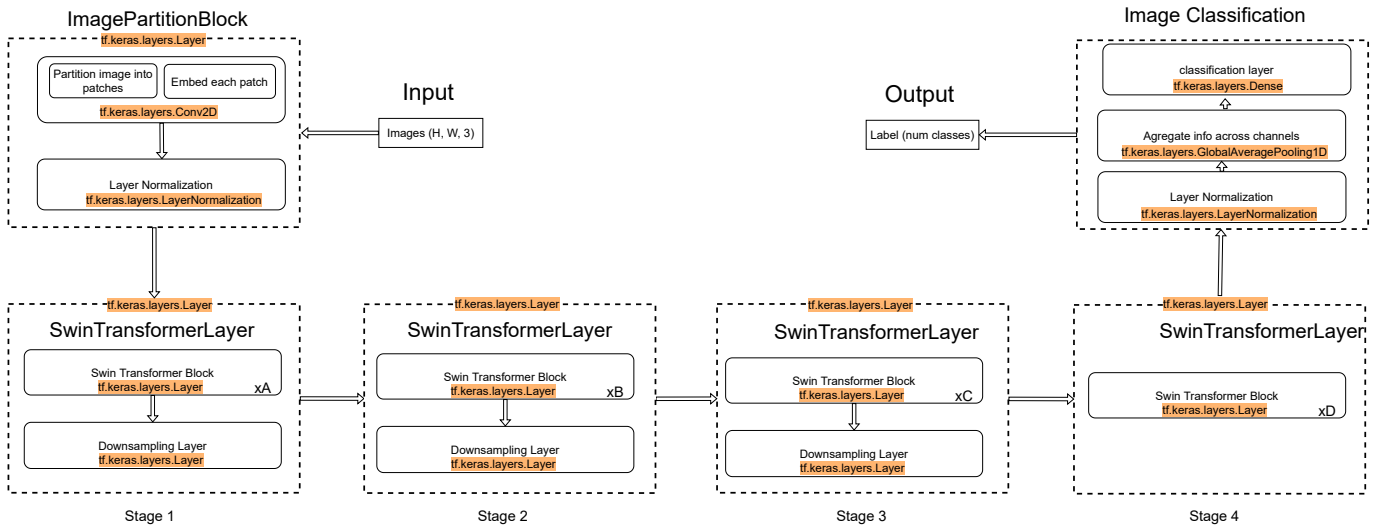 ImagePartitionBlock
tf.keras.layers.Layer
Partition image into
patches
Embed each patch
tf.keras.layers.Conv2D
Layer Normalization
tf.keras.layers.LayerNormalization
Input
Images (H, W, 3)
Output
Label (num classes)
Image Classification
classification layer
tf.keras.layers.Dense
Agregate info across channels
tf.keras.layers.GlobalAveragePooling1D
Layer Normalization
tf.keras.layers.LayerNormalization
tf.keras.layers.Layer
SwinTransformerLayer
Swin Transformer Block
tf.keras.layers.Layer
xA
Downsampling Layer
tf.keras.layers.Layer
Stage 1
tf.keras.layers.Layer
SwinTransformerLayer
Swin Transformer Block
tf.keras.layers.Layer
xB
Downsampling Layer
tf.keras.layers.Layer
Stage 2
tf.keras.layers.Layer
SwinTransformerLayer
Swin Transformer Block
tf.keras.layers.Layer
xC
Downsampling Layer
tf.keras.layers.Layer
Stage 3
tf.keras.layers.Layer
SwinTransformerLayer
Swin Transformer Block
tf.keras.layers.Layer
xD
Stage 4